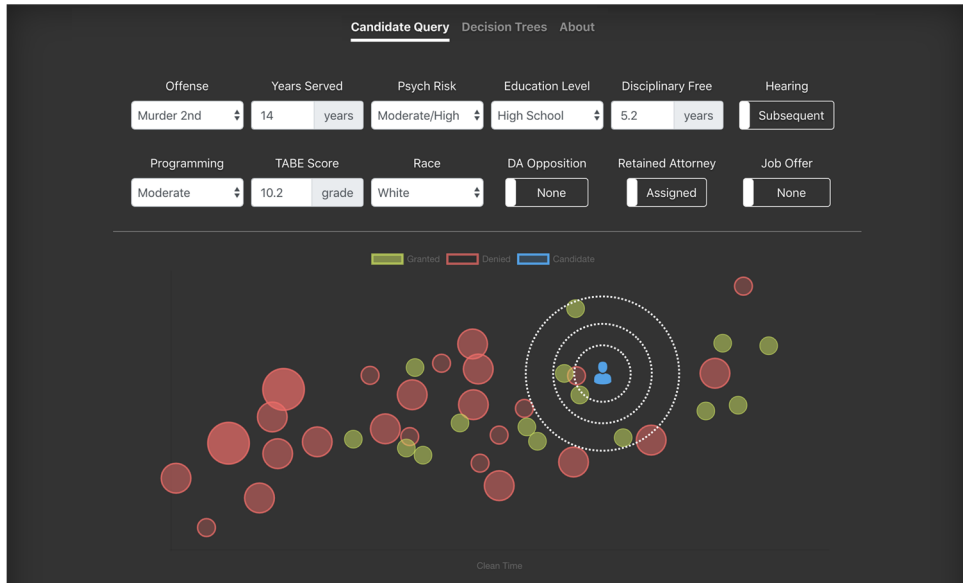 Candidate Query Decision Trees About
Offense Years Served Psych Risk Education Level Disciplinary Free Hearing
Murder 2nd 14 years Moderate/High High School 5.2 years Subsequent
Programming TABE Score Race DA Opposition Retained Attorney Job Offer
Moderate 10.2 grade White None Assigned None
Granted Denied Candidate
Clean Time